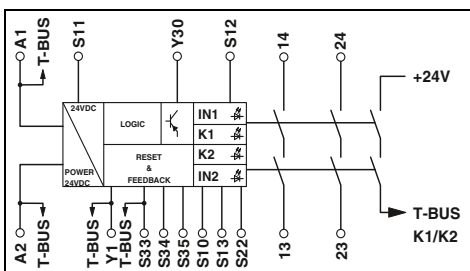 A1
T-BUS
S11
Y30
S12
14
24
+24V
24VDC
LOGIC
IN1
K1
K2
IN2
POWER
24VDC
RESET
&
FEEDBACK
A2
T-BUS
T-BUS
Y1
T-BUS
S33
S34
S35
S10
S13
S22
13
23
T-BUS
K1/K2